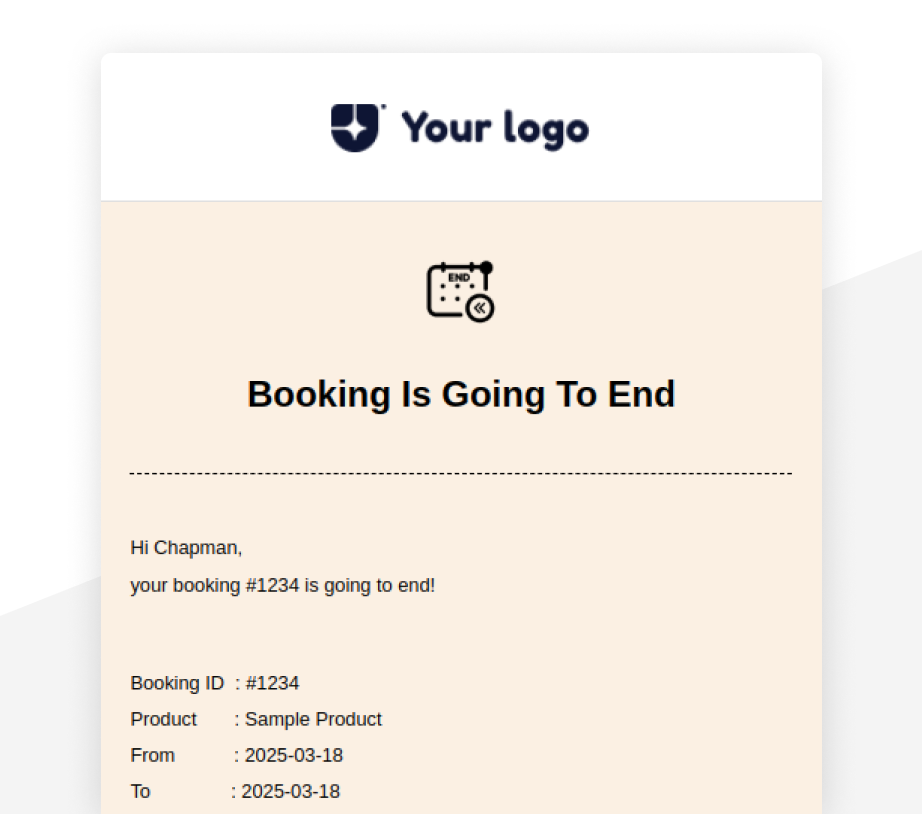 Your logo
END
Booking Is Going To End
Hi Chapman,
your booking #1234 is going to end!
Booking ID : #1234
Product : Sample Product
From : 2025-03-18
To : 2025-03-18